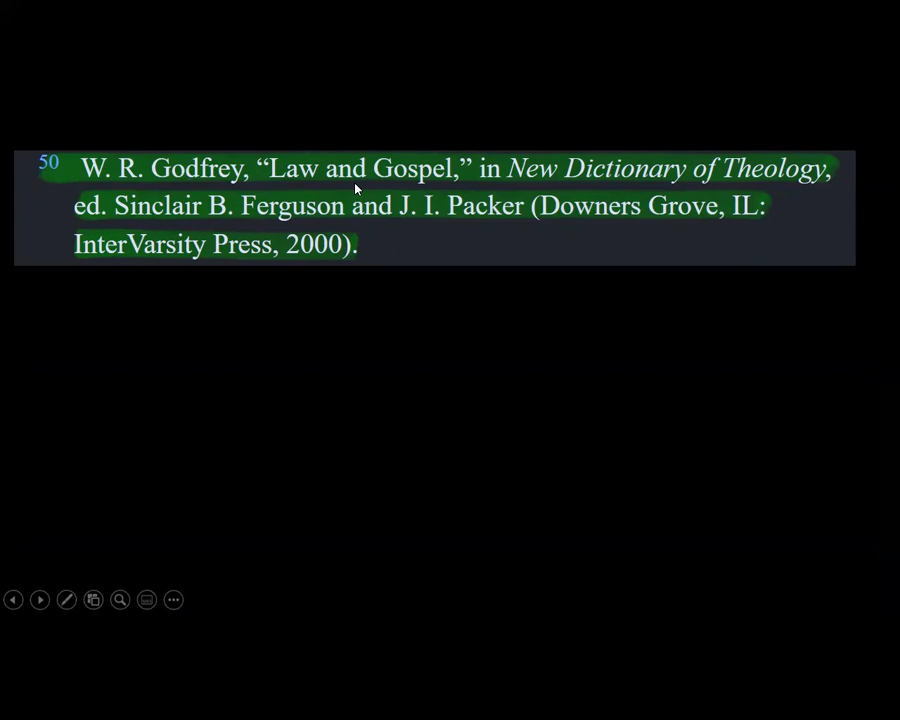 50 W. R. Godfrey, “Law and Gospel,” in New Dictionary of Theology,
ed. Sinclair B. Ferguson and J. I. Packer (Downers Grove, IL:
InterVarsity Press, 2000).